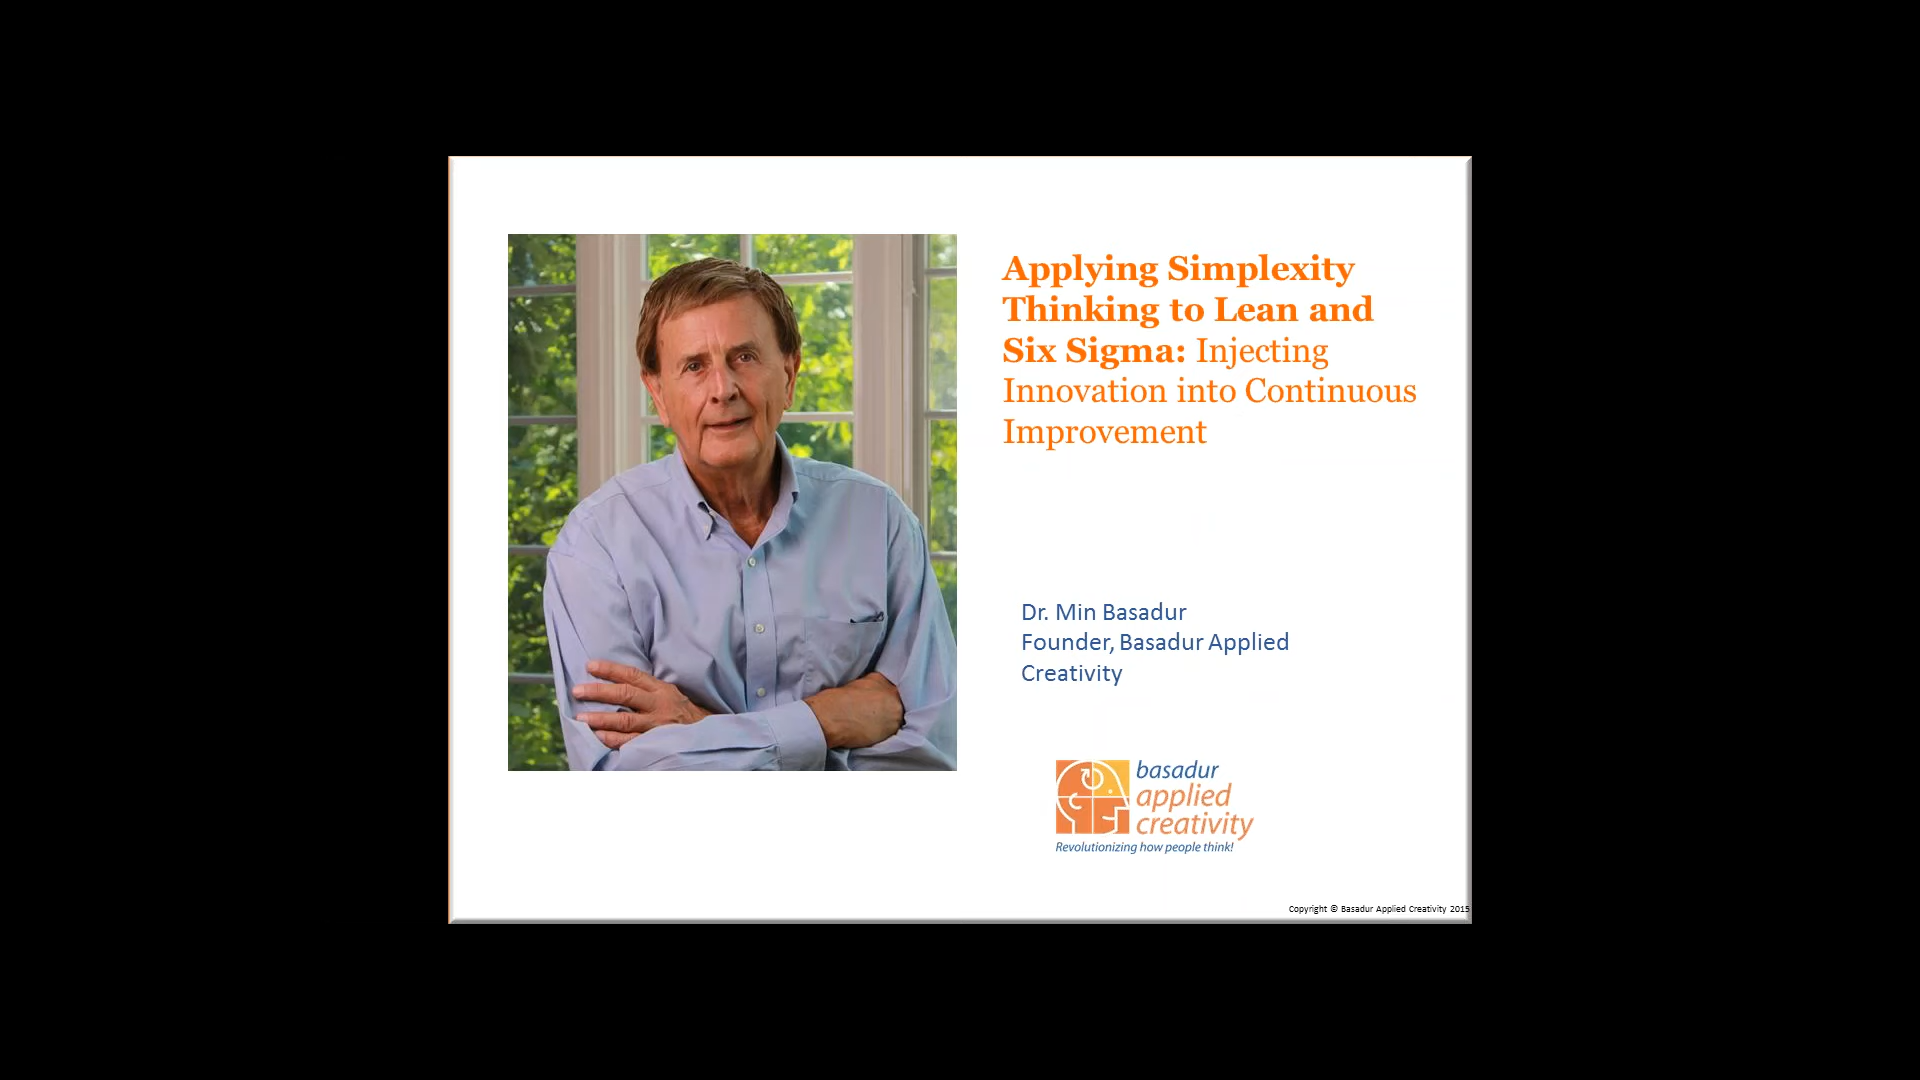 Applying Simplexity
Thinking to Lean and
Six Sigma: Injecting
Innovation into Continuous
Improvement
Dr. Min Basadur
Founder, Basadur Applied
Creativity
basadur
applied
creativity
Revolutionizing how people think!
Copyright © Basadur Applied Creativity 2015